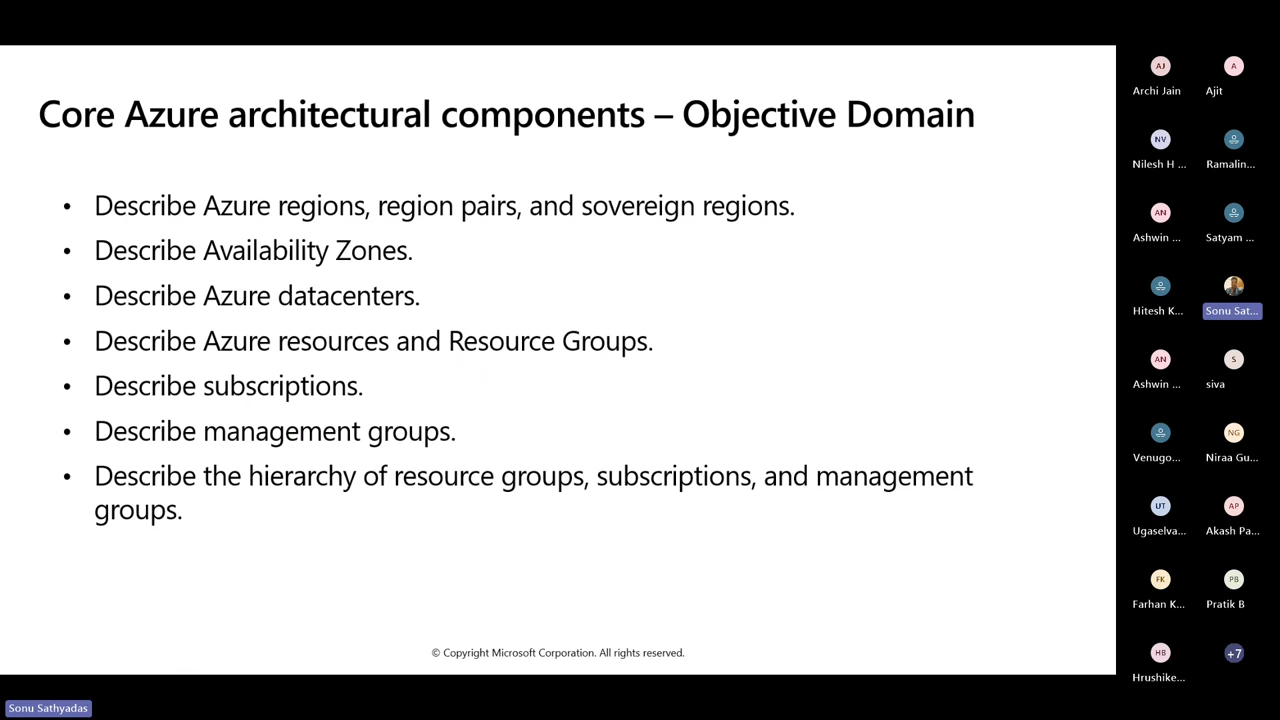 Core Azure architectural components – Objective Domain
• Describe Azure regions, region pairs, and sovereign regions.
• Describe Availability Zones.
• Describe Azure datacenters.
• Describe Azure resources and Resource Groups.
• Describe subscriptions.
• Describe management groups.
• Describe the hierarchy of resource groups, subscriptions, and management
groups.
© Copyright Microsoft Corporation. All rights reserved.
Sonu Sathyadas
AJ A
Archi Jain Ajit
NV
Nilesh H ... Ramalin...
AN
Ashwin ... Satyam ...
Hitesh K... Sonu Sat...
AN S
Ashwin ... siva
NG
Venugo... Niraa Gu...
UT AP
Ugaselva... Akash Pa...
FK PB
Farhan K... Pratik B
HB +7
Hrushike...